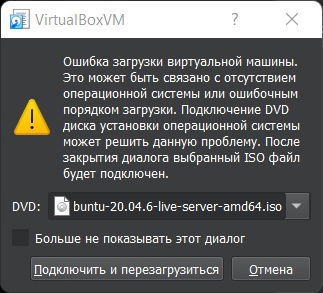 VirtualBoxVM
Ошибка загрузки виртуальной машины.
Это может быть связано с отсутствием
операционной системы или ошибочным
порядком загрузки. Подключение DVD
диска установки операционной системы
может решить данную проблему. После
закрытия диалога выбранный ISO файл
будет подключен.
DVD: buntu-20.04.6-live-server-amd64.iso
Больше не показывать этот диалог
Подключить и перезагрузиться Отмена